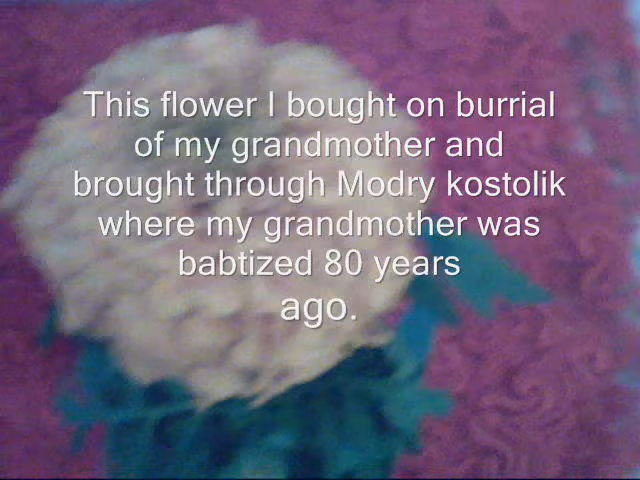 This flower I bought on burrial
of my grandmother and
brought through Modry kostolik
where my grandmother was
babtized 80 years
ago.